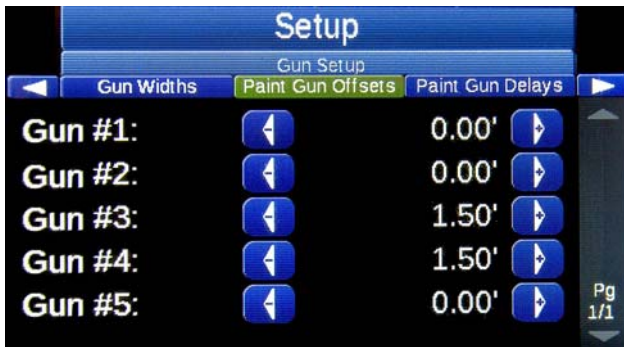 Setup
Gun Setup
Gun Widths Paint Gun Offsets Paint Gun Delays
Gun #1: - 0.00' +
Gun #2: - 0.00' +
Gun #3: - 1.50' +
Gun #4: - 1.50' +
Gun #5: - 0.00' +
Pg
1/1